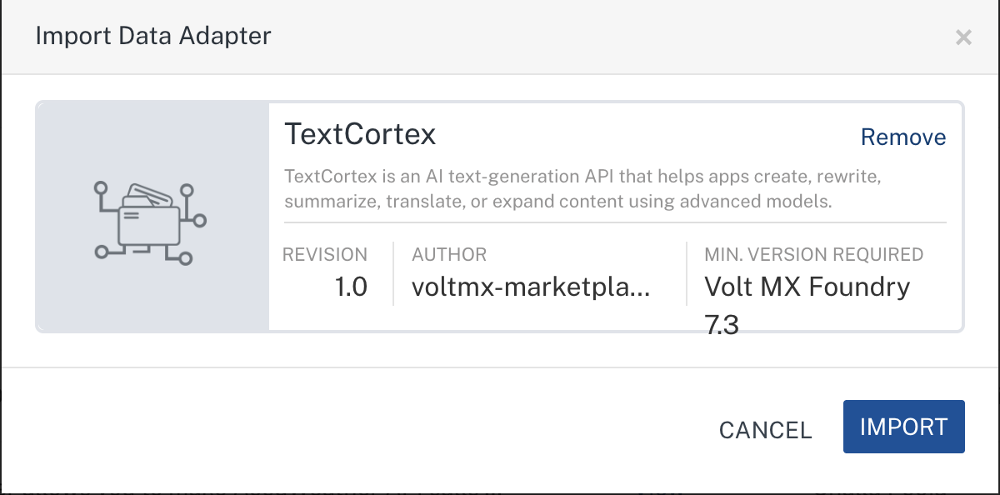 Import Data Adapter
×
TextCortex
Remove
TextCortex is an AI text-generation API that helps apps create, rewrite,
summarize, translate, or expand content using advanced models.
REVISION
1.0
AUTHOR
voltmx-marketpla...
MIN. VERSION REQUIRED
Volt MX Foundry
7.3
CANCEL
IMPORT